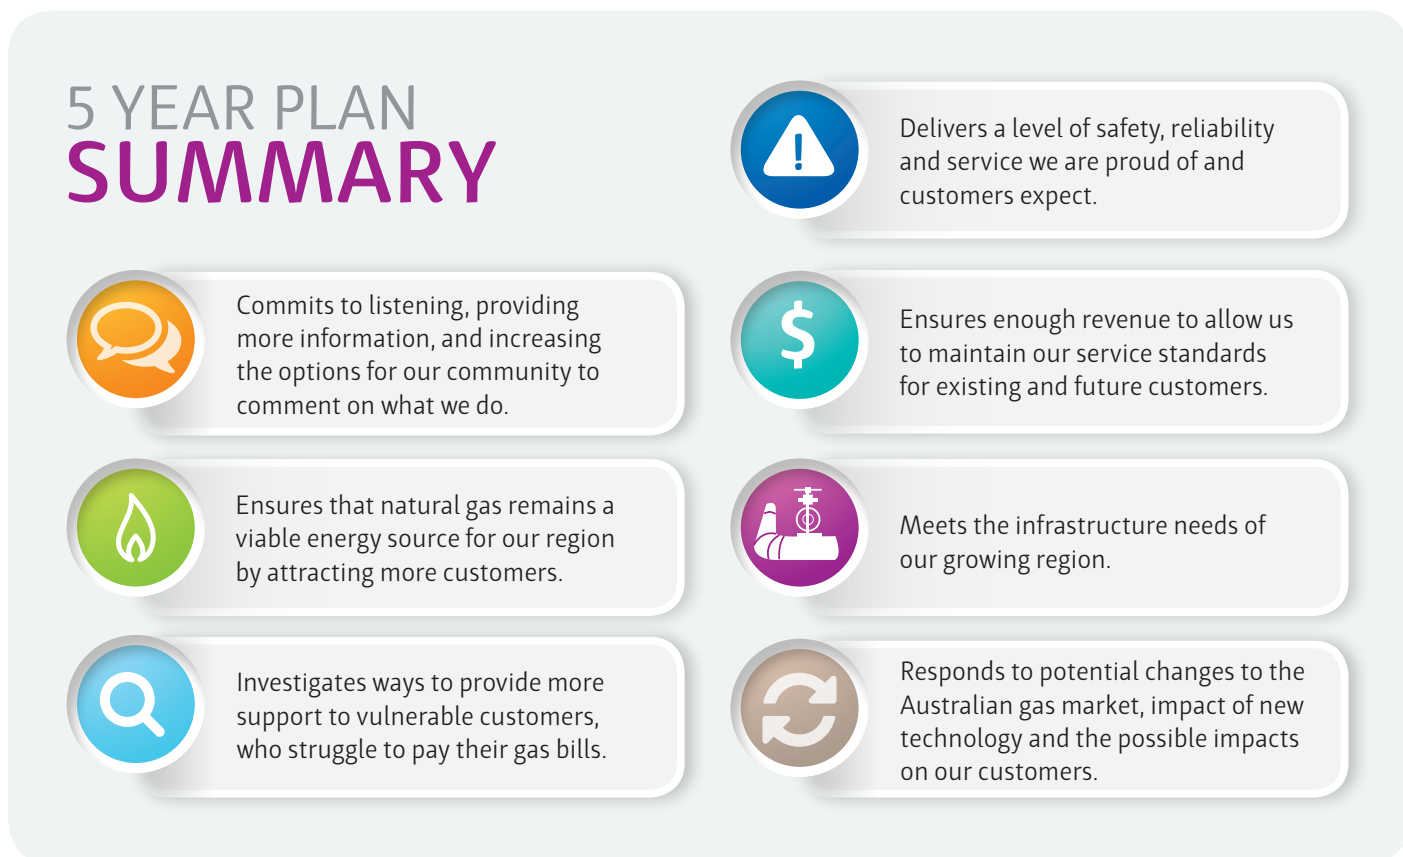 5 YEAR PLAN
SUMMARY
Commits to listening, providing
more information, and increasing
the options for our community to
comment on what we do.
Ensures that natural gas remains a
viable energy source for our region
by attracting more customers.
Investigates ways to provide more
support to vulnerable customers,
who struggle to pay their gas bills.
Delivers a level of safety, reliability
and service we are proud of and
customers expect.
$
Ensures enough revenue to allow us
to maintain our service standards
for existing and future customers.
Meets the infrastructure needs of
our growing region.
Responds to potential changes to the
Australian gas market, impact of new
technology and the possible impacts
on our customers.